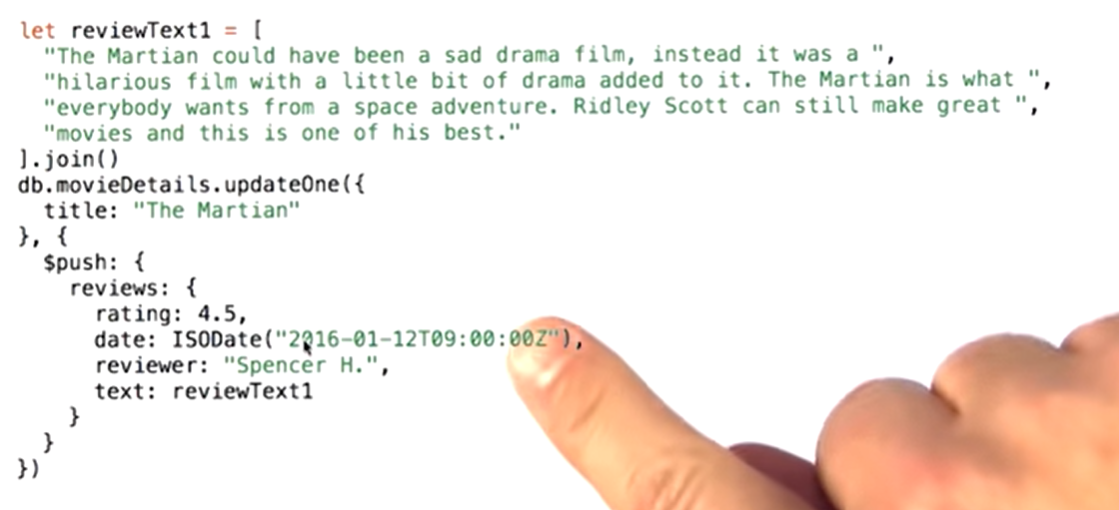 let reviewText1 = [
  "The Martian could have been a sad drama film, instead it was a ",
  "hilarious film with a little bit of drama added to it. The Martian is what ",
  "everybody wants from a space adventure. Ridley Scott can still make great ",
  "movies and this is one of his best."
].join()
db.movieDetails.updateOne({
  title: "The Martian"
}, {
  $push: {
    reviews: {
      rating: 4.5,
      date: ISODate("2016-01-12T09:00:00Z"),
      reviewer: "Spencer H.",
      text: reviewText1
    }
  }
})